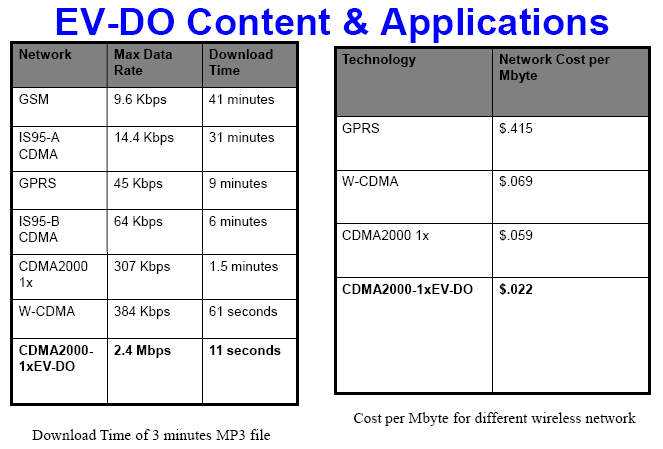 EV-DO Content & Applications
Network Max Data Download
Rate Time
GSM 9.6 Kbps 41 minutes
IS95-A 14.4 Kbps 31 minutes
CDMA
GPRS 45 Kbps 9 minutes
IS95-B 64 Kbps 6 minutes
CDMA
CDMA2000 307 Kbps 1.5 minutes
1x
W-CDMA 384 Kbps 61 seconds
CDMA2000- 2.4 Mbps 11 seconds
1xEV-DO
Download Time of 3 minutes MP3 file
Technology Network Cost per
Mbyte
GPRS $.415
W-CDMA $.069
CDMA2000 1x $.059
CDMA2000-1xEV-DO $.022
Cost per Mbyte for different wireless network